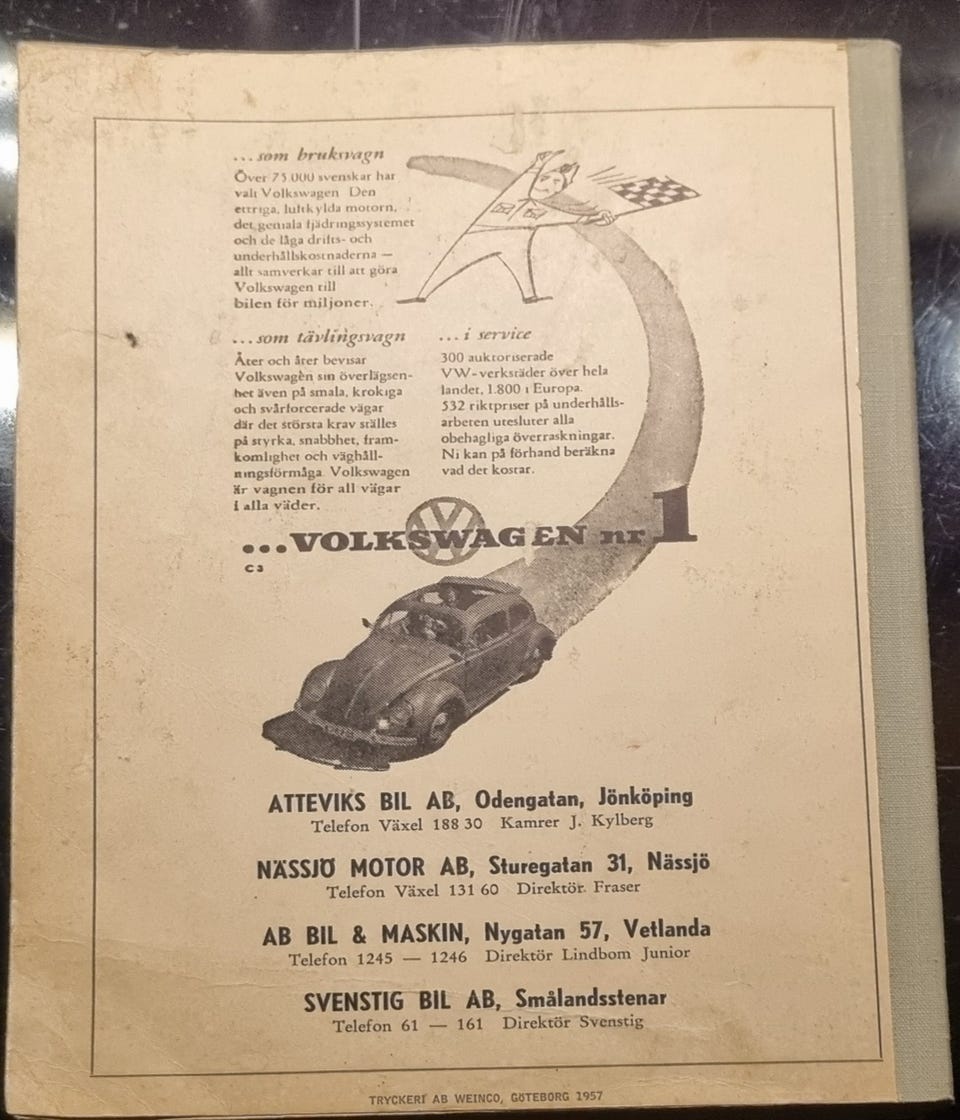 ...som bruksvagn
Över 75.000 svenskar har
valt Volkswagen Den
ettriga, luftkylda motorn,
det geniala fjädringssystemet
och de låga drifts- och
underhållskostnaderna —
allt samverkar till att göra
Volkswagen till
bilen för miljoner.
...som tävlingsvagn
Åter och åter bevisar
Volkswagen sin överlägsen-
het även på smala, krokiga
och svårforcerade vägar
där det största krav ställes
på styrka, snabbhet, fram-
komlighet och väghåll-
ningsförmåga. Volkswagen
är vagnen för all vägar
i alla väder.
...i service
300 auktoriserade
VW-verkstäder över hela
landet, 1.800 i Europa.
532 riktpriser på underhålls-
arbeten utesluter alla
obehagliga överraskningar.
Ni kan på förhand beräkna
vad det kostar.
...VOLKSWAGEN nr 1
C3
ATTEVIKS BIL AB, Odengatan, Jönköping
Telefon Växel 188 30 Kamrer J. Kylberg
NÄSSJÖ MOTOR AB, Sturegatan 31, Nässjö
Telefon Växel 131 60 Direktör Fraser
AB BIL & MASKIN, Nygatan 57, Vetlanda
Telefon 1245 — 1246 Direktör Lindbom Junior
SVENSTIG BIL AB, Smålandsstenar
Telefon 61 — 161 Direktör Svenstig
TRYCKERI AB WEINCO, GÖTEBORG 1957